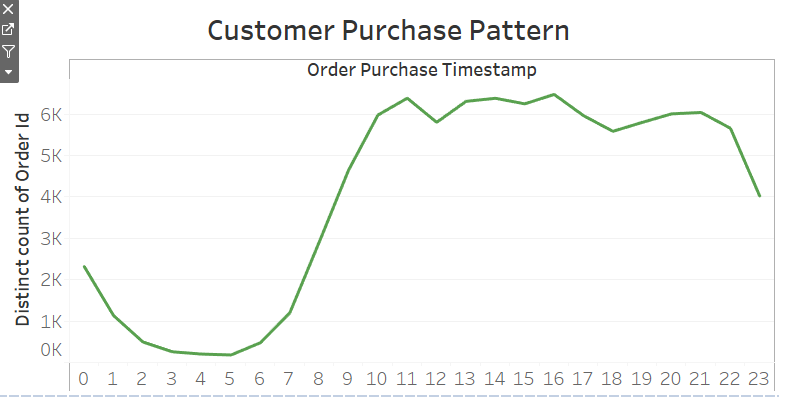 Customer Purchase Pattern
Order Purchase Timestamp
Distinct count of Order Id
6K
5K
4K
3K
2K
1K
0K
0 1 2 3 4 5 6 7 8 9 10 11 12 13 14 15 16 17 18 19 20 21 22 23